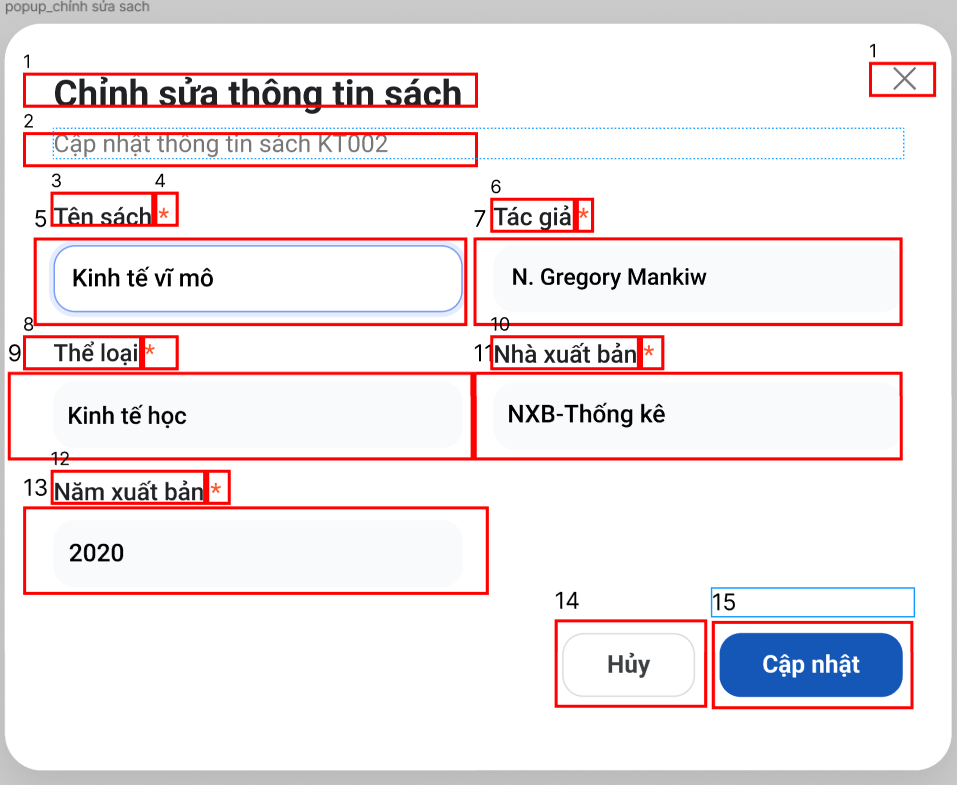 popup_chỉnh sửa sach
1
1
Chỉnh sửa thông tin sách
2
Cập nhật thông tin sách KT002
3 4 6
5 Tên sách * 7 Tác giả *
Kinh tế vĩ mô N. Gregory Mankiw
8 10
9 Thể loại * 11 Nhà xuất bản *
Kinh tế học NXB-Thống kê
12
13 Năm xuất bản *
2020
14 15
Hủy Cập nhật